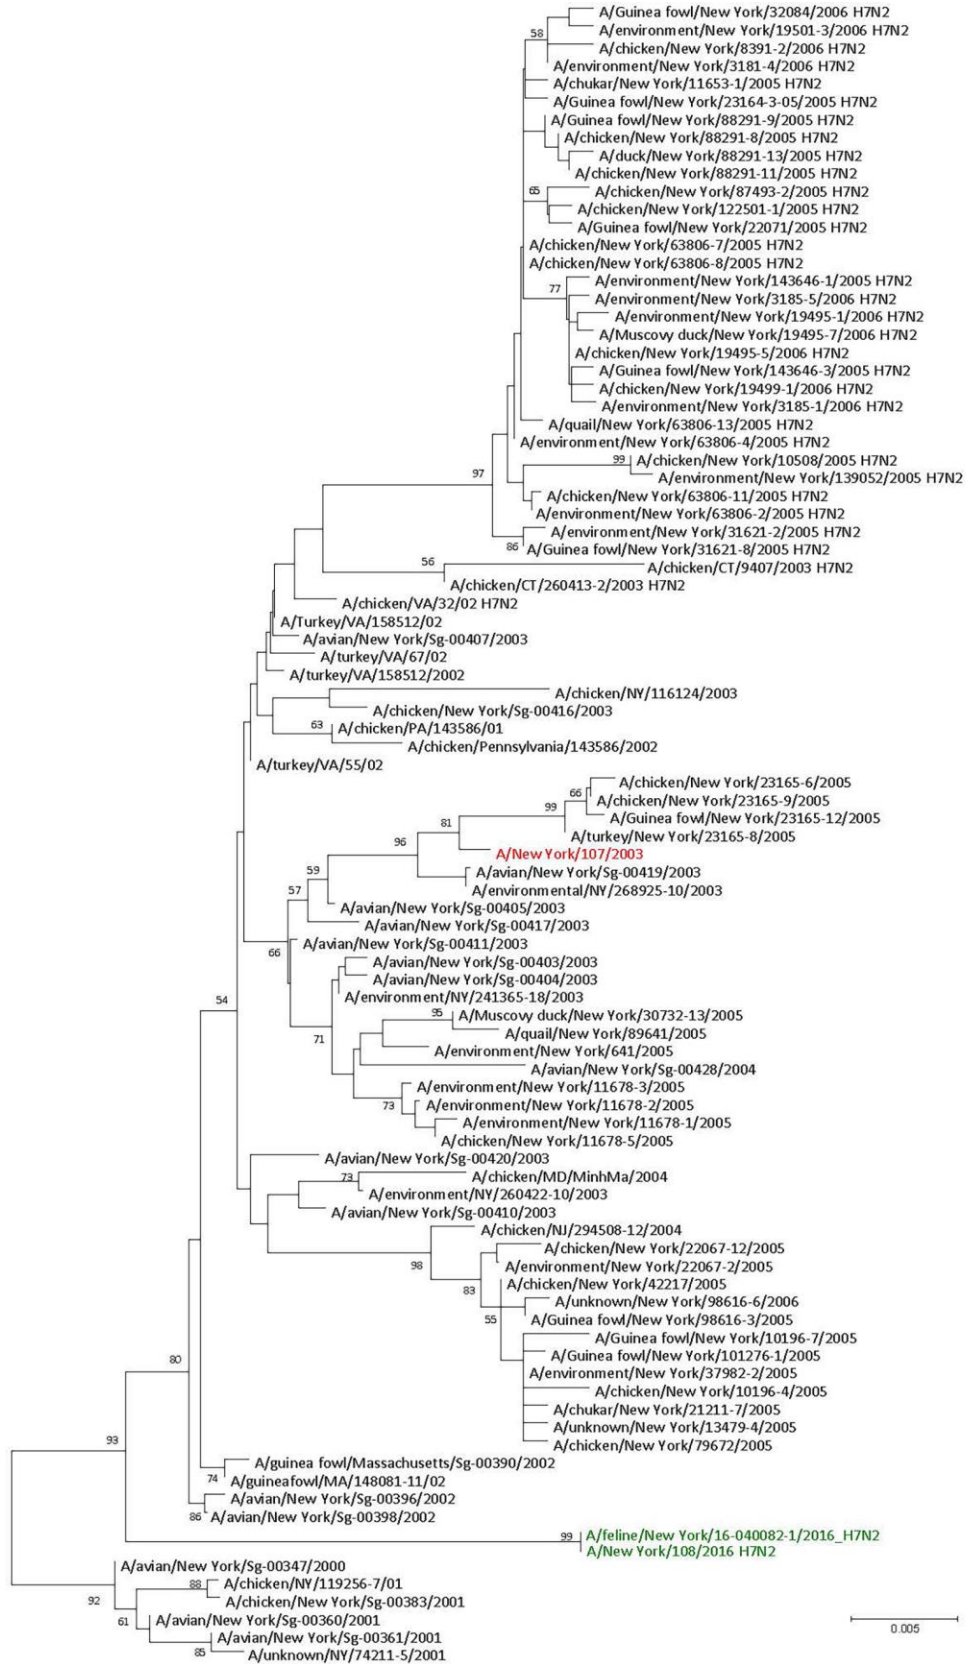 A/Guinea fowl/New York/32084/2006 H7N2
58
A/environment/New York/19501-3/2006 H7N2
A/chicken/New York/8391-2/2006 H7N2
A/environment/New York/3181-4/2006 H7N2
A/chukar/New York/11653-1/2005 H7N2
A/Guinea fowl/New York/23164-3-05/2005 H7N2
A/Guinea fowl/New York/88291-9/2005 H7N2
A/chicken/New York/88291-8/2005 H7N2
A/duck/New York/88291-13/2005 H7N2
A/chicken/New York/88291-11/2005 H7N2
65
A/chicken/New York/87493-2/2005 H7N2
A/chicken/New York/122501-1/2005 H7N2
A/Guinea fowl/New York/22071/2005 H7N2
A/chicken/New York/63806-7/2005 H7N2
A/chicken/New York/63806-8/2005 H7N2
A/environment/New York/143646-1/2005 H7N2
77
A/environment/New York/3185-5/2006 H7N2
A/environment/New York/19495-1/2006 H7N2
A/Muscovy duck/New York/19495-7/2006 H7N2
A/chicken/New York/19495-5/2006 H7N2
A/Guinea fowl/New York/143646-3/2005 H7N2
A/chicken/New York/19499-1/2006 H7N2
A/environment/New York/3185-1/2006 H7N2
A/quail/New York/63806-13/2005 H7N2
A/environment/New York/63806-4/2005 H7N2
99
A/chicken/New York/10508/2005 H7N2
97
A/environment/New York/139052/2005 H7N2
A/chicken/New York/63806-11/2005 H7N2
A/environment/New York/63806-2/2005 H7N2
A/environment/New York/31621-2/2005 H7N2
86
A/Guinea fowl/New York/31621-8/2005 H7N2
56
A/chicken/CT/9407/2003 H7N2
A/chicken/CT/260413-2/2003 H7N2
A/chicken/VA/32/02 H7N2
A/Turkey/VA/158512/02
A/avian/New York/Sg-00407/2003
A/turkey/VA/67/02
A/turkey/VA/158512/2002
A/chicken/NY/116124/2003
A/chicken/New York/Sg-00416/2003
63
A/chicken/PA/143586/01
A/chicken/Pennsylvania/143586/2002
A/turkey/VA/55/02
A/chicken/New York/23165-6/2005
66
A/chicken/New York/23165-9/2005
99
A/Guinea fowl/New York/23165-12/2005
81
A/turkey/New York/23165-8/2005
96
A/New York/107/2003
59
A/avian/New York/Sg-00419/2003
57
A/environmental/NY/268925-10/2003
A/avian/New York/Sg-00405/2003
A/avian/New York/Sg-00417/2003
66
A/avian/New York/Sg-00411/2003
A/avian/New York/Sg-00403/2003
A/avian/New York/Sg-00404/2003
54
A/environment/NY/241365-18/2003
95
A/Muscovy duck/New York/30732-13/2005
71
A/quail/New York/89641/2005
A/environment/New York/641/2005
A/avian/New York/Sg-00428/2004
A/environment/New York/11678-3/2005
73
A/environment/New York/11678-2/2005
A/environment/New York/11678-1/2005
A/chicken/New York/11678-5/2005
A/avian/New York/Sg-00420/2003
73
A/chicken/MD/MinhMa/2004
A/environment/NY/260422-10/2003
A/avian/New York/Sg-00410/2003
A/chicken/NJ/294508-12/2004
98
A/chicken/New York/22067-12/2005
A/environment/New York/22067-2/2005
83
A/chicken/New York/42217/2005
A/unknown/New York/98616-6/2006
55
A/Guinea fowl/New York/98616-3/2005
A/Guinea fowl/New York/10196-7/2005
80
A/Guinea fowl/New York/101276-1/2005
A/environment/New York/37982-2/2005
A/chicken/New York/10196-4/2005
A/chukar/New York/21211-7/2005
A/unknown/New York/13479-4/2005
93
A/chicken/New York/79672/2005
A/guinea fowl/Massachusetts/Sg-00390/2002
74
A/guineafowl/MA/148081-11/02
A/avian/New York/Sg-00396/2002
86
A/avian/New York/Sg-00398/2002
99
A/feline/New York/16-040082-1/2016_H7N2
A/New York/108/2016 H7N2
A/avian/New York/Sg-00347/2000
88
A/chicken/NY/119256-7/01
92
A/chicken/New York/Sg-00383/2001
61
A/avian/New York/Sg-00360/2001
A/avian/New York/Sg-00361/2001
85
A/unknown/NY/74211-5/2001
0.005